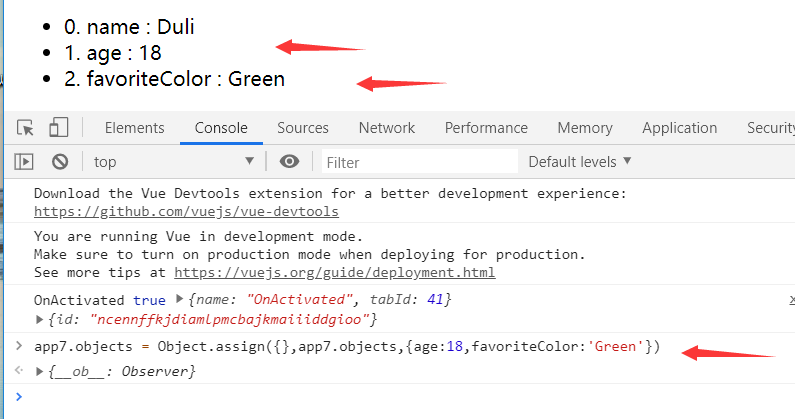 0. name : Duli
1. age : 18
2. favoriteColor : Green
Elements Console Sources Network Performance Memory Application Security
top Filter Default levels
Download the Vue Devtools extension for a better development experience:
https://github.com/vuejs/vue-devtools
You are running Vue in development mode.
Make sure to turn on production mode when deploying for production.
See more tips at https://vuejs.org/guide/deployment.html
OnActivated true {name: "OnActivated", tabId: 41}
{id: "ncennffkjdiamlpmcbajkmaiiiddgioo"}
app7.objects = Object.assign({},app7.objects,{age:18,favoriteColor:'Green'})
{__ob__: Observer}